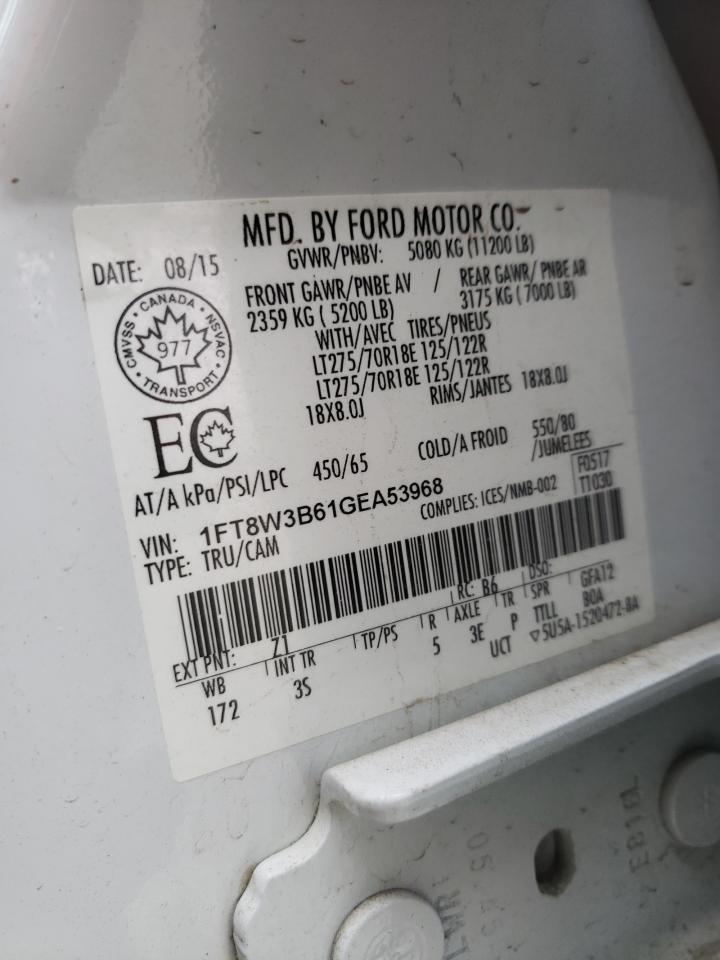 MFD. BY FORD MOTOR CO.
DATE: 08/15
GVWR/PNBV: 5080 KG (11200 LB)
FRONT GAWR/PNBE AV / REAR GAWR/ PNBE AR
2359 KG ( 5200 LB) 3175 KG ( 7000 LB)
WITH/AVEC TIRES/PNEUS
LT275/70R18E 125/122R
LT275/70R18E 125/122R
18X8.0J RIMS/JANTES 18X8.0J
CMVSS • CANADA • NSVAC • TRANSPORT •
977
EC
AT/A kPa/PSI/LPC 450/65 COLD/A FROID 550/80
/JUMELEES
VIN: 1FT8W3B61GEA53968 COMPLIES: ICES/NMB-002 F0517
TYPE: TRU/CAM T1030
EXT PNT: Z1 RC: B6 DSO:
WB INT TR TP/PS R AXLE TR SPR GFA12
172 3S 5 3E P TTLL BOA
UCT ▽5U5A-1520472-BA
E816L